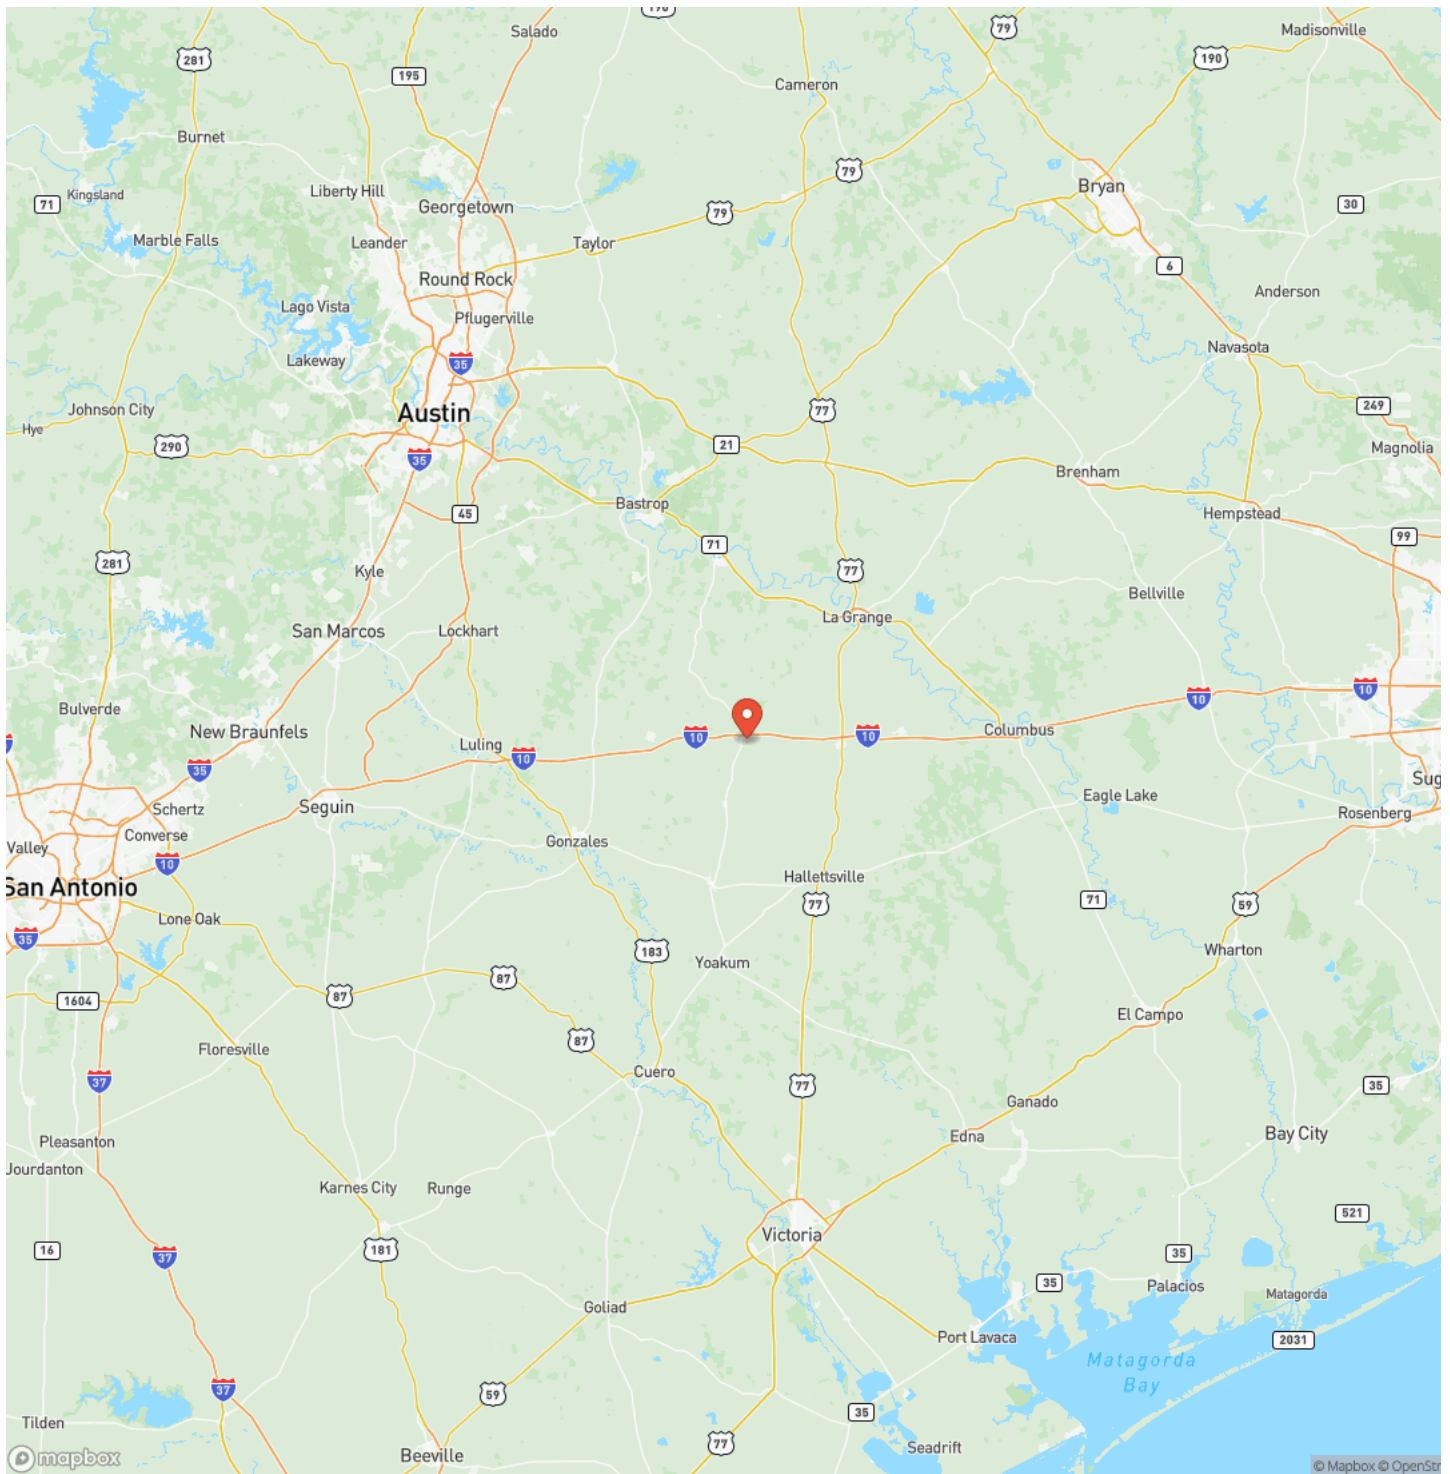 190
Salado
79
Madisonville
281
190
195
Cameron
Burnet
79
Bryan
Kingsland
Liberty Hill
71
Georgetown
30
79
Marble Falls
Leander
Taylor
6
Round Rock
Anderson
Lago Vista
Pflugerville
Navasota
Lakeway
35
Johnson City
Austin
77
249
Hye
290
21
Magnolia
35
Brenham
Bastrop
45
Hempstead
99
71
281
Kyle
77
Bellville
La Grange
San Marcos
Lockhart
10
10
Bulverde
New Braunfels
Luling
10
10
Columbus
10
35
Sug
Schertz
Seguin
Eagle Lake
Rosenberg
Converse
Valley
Gonzales
10
San Antonio
Hallettsville
77
71
59
Lone Oak
35
183
Wharton
Yoakum
87
87
1604
El Campo
87
Floresville
Cuero
37
77
35
Ganado
Pleasanton
Edna
Bay City
Jourdanton
Karnes City
Runge
521
Victoria
16
37
181
35
35
Palacios
Goliad
Matagorda
Port Lavaca
2031
Matagorda
Bay
37
59
35
Tilden
77
Seadrift
Beeville
mapbox
© Mapbox © OpenStr